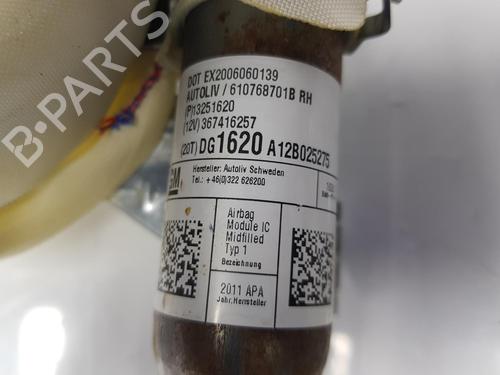 DOT EX2006060139
AUTOLIV / 610768701B RH
(P)13251620
(12V) 367416257
(20T) DG1620 A12B025275
GM
Hersteller: Autoliv Schweden
Tel.: +46(0)322 626200
Airbag
Module IC
Midfilled
Typ 1
Bezeichnung
2011 APA
Jahr, Hersteller